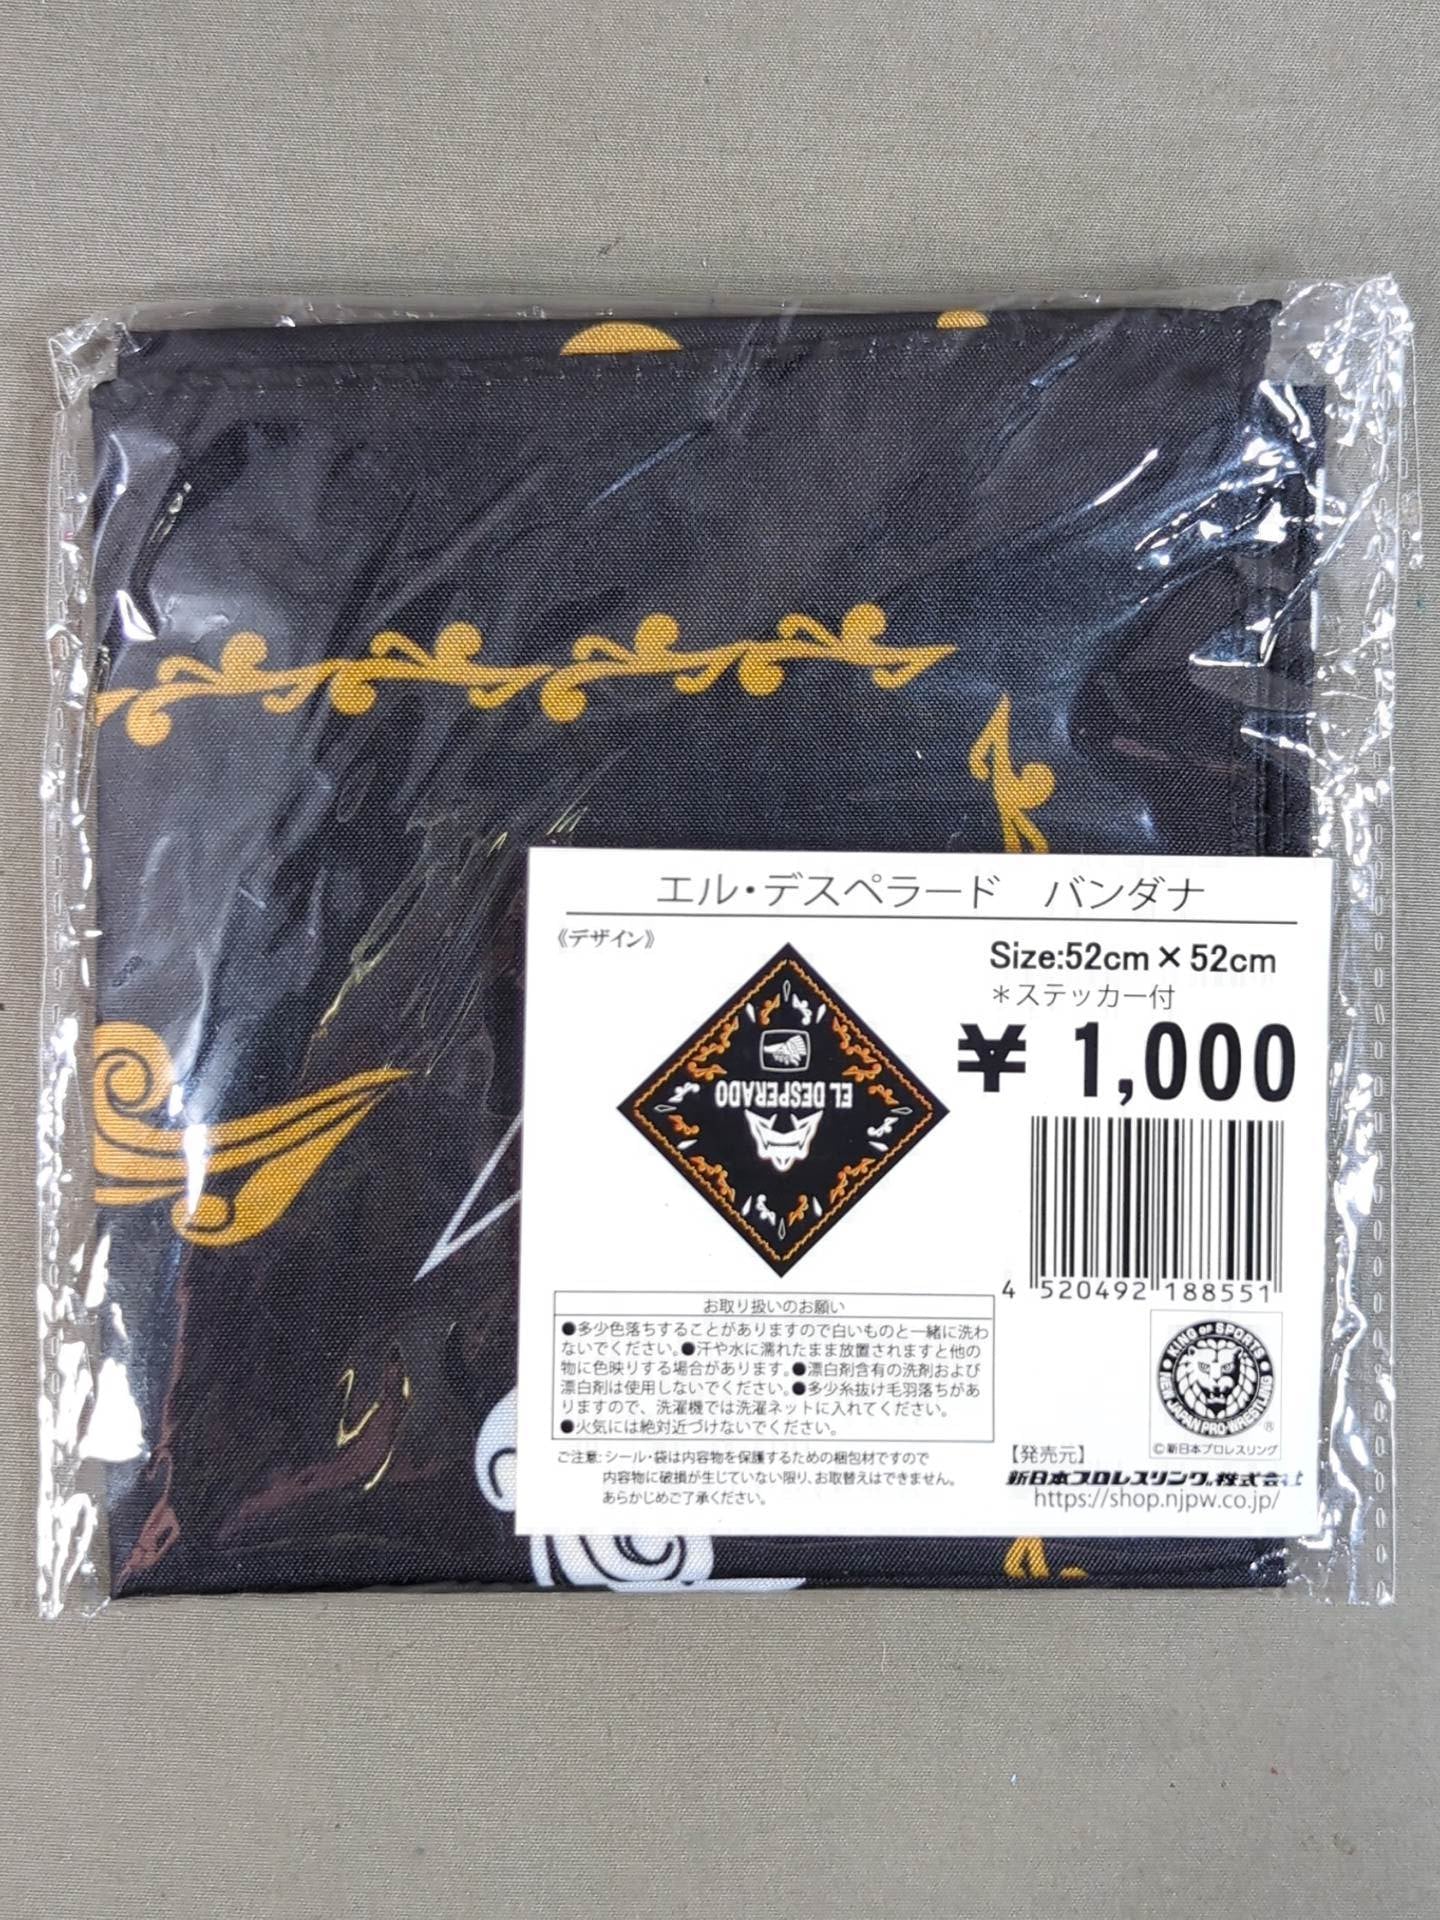 エル・デスペラード　バンダナ
《デザイン》
Size:52cm×52cm
＊ステッカー付
¥ 1,000
EL DESPERADO
4 520492 188551
お取り扱いのお願い
●多少色落ちすることがありますので白いものと一緒に洗わ
ないでください。●汗や水に濡れたまま放置されますと他の
物に色映りする場合があります。●漂白剤含有の洗剤および
漂白剤は使用しないでください。●多少糸抜け毛羽落ちがあ
りますので、洗濯機では洗濯ネットに入れてください。
●火気には絶対近づけないでください。
ご注意:シール・袋は内容物を保護するための梱包材ですので
内容物に破損が生じていない限り、お取替えはできません。
あらかじめご了承ください。
KING OF SPORTS
NEW JAPAN PRO-WRESTLING
®
©新日本プロレスリング
【発売元】
新日本プロレスリング®株式会社
https://shop.njpw.co.jp/